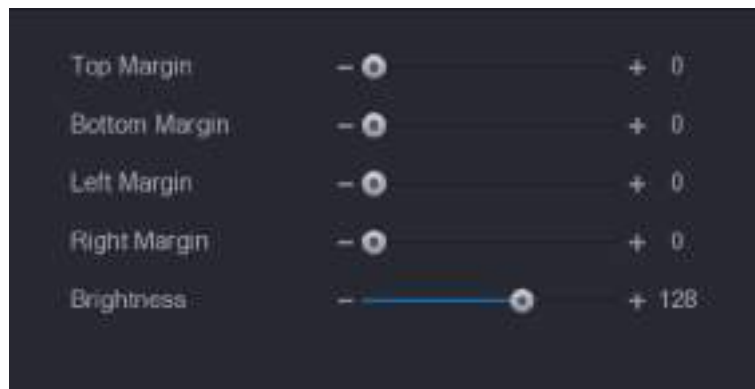 Top Margin - + 0
Bottom Margin - + 0
Left Margin - + 0
Right Margin - + 0
Brightness - + 128